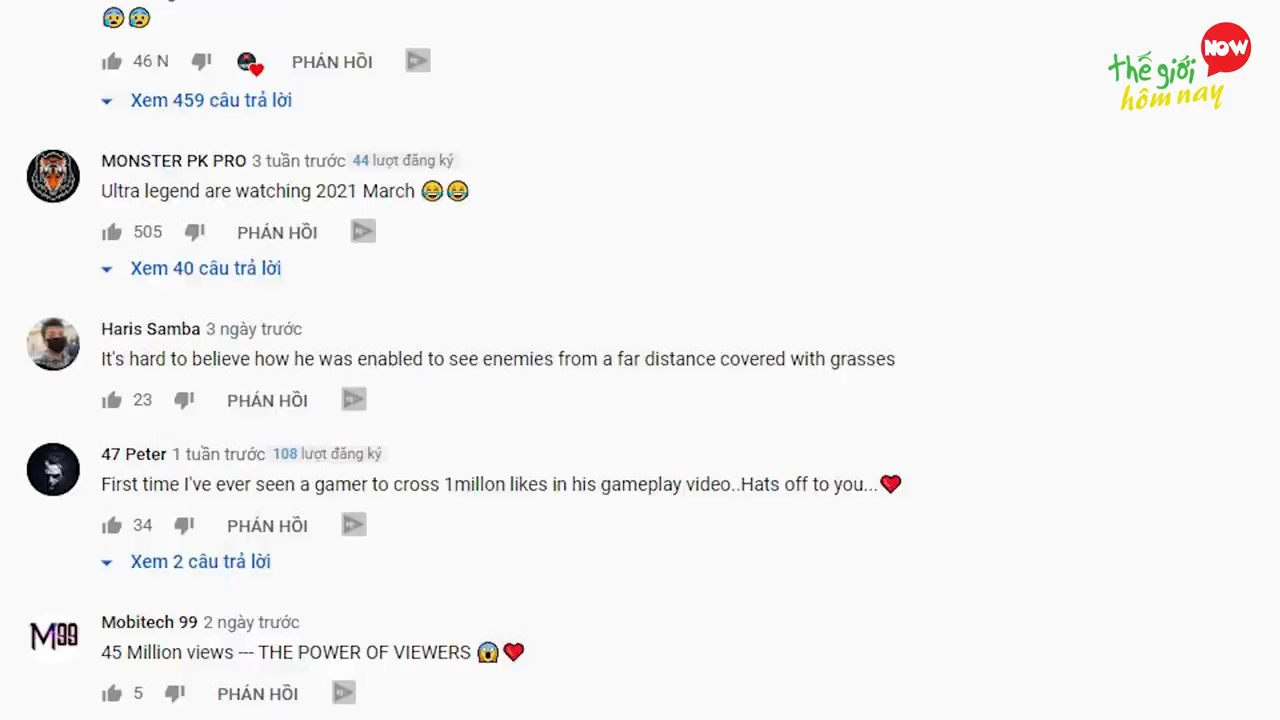 😰😰
46 N PHẢN HỒI
Xem 459 câu trả lời
thế giới NOW
hôm nay
MONSTER PK PRO 3 tuần trước 44 lượt đăng ký
Ultra legend are watching 2021 March 😂😂
505 PHẢN HỒI
Xem 40 câu trả lời
Haris Samba 3 ngày trước
It's hard to believe how he was enabled to see enemies from a far distance covered with grasses
23 PHẢN HỒI
47 Peter 1 tuần trước 108 lượt đăng ký
First time I've ever seen a gamer to cross 1millon likes in his gameplay video..Hats off to you...❤️
34 PHẢN HỒI
Xem 2 câu trả lời
M99 Mobitech 99 2 ngày trước
45 Million views --- THE POWER OF VIEWERS 😱❤️
5 PHẢN HỒI